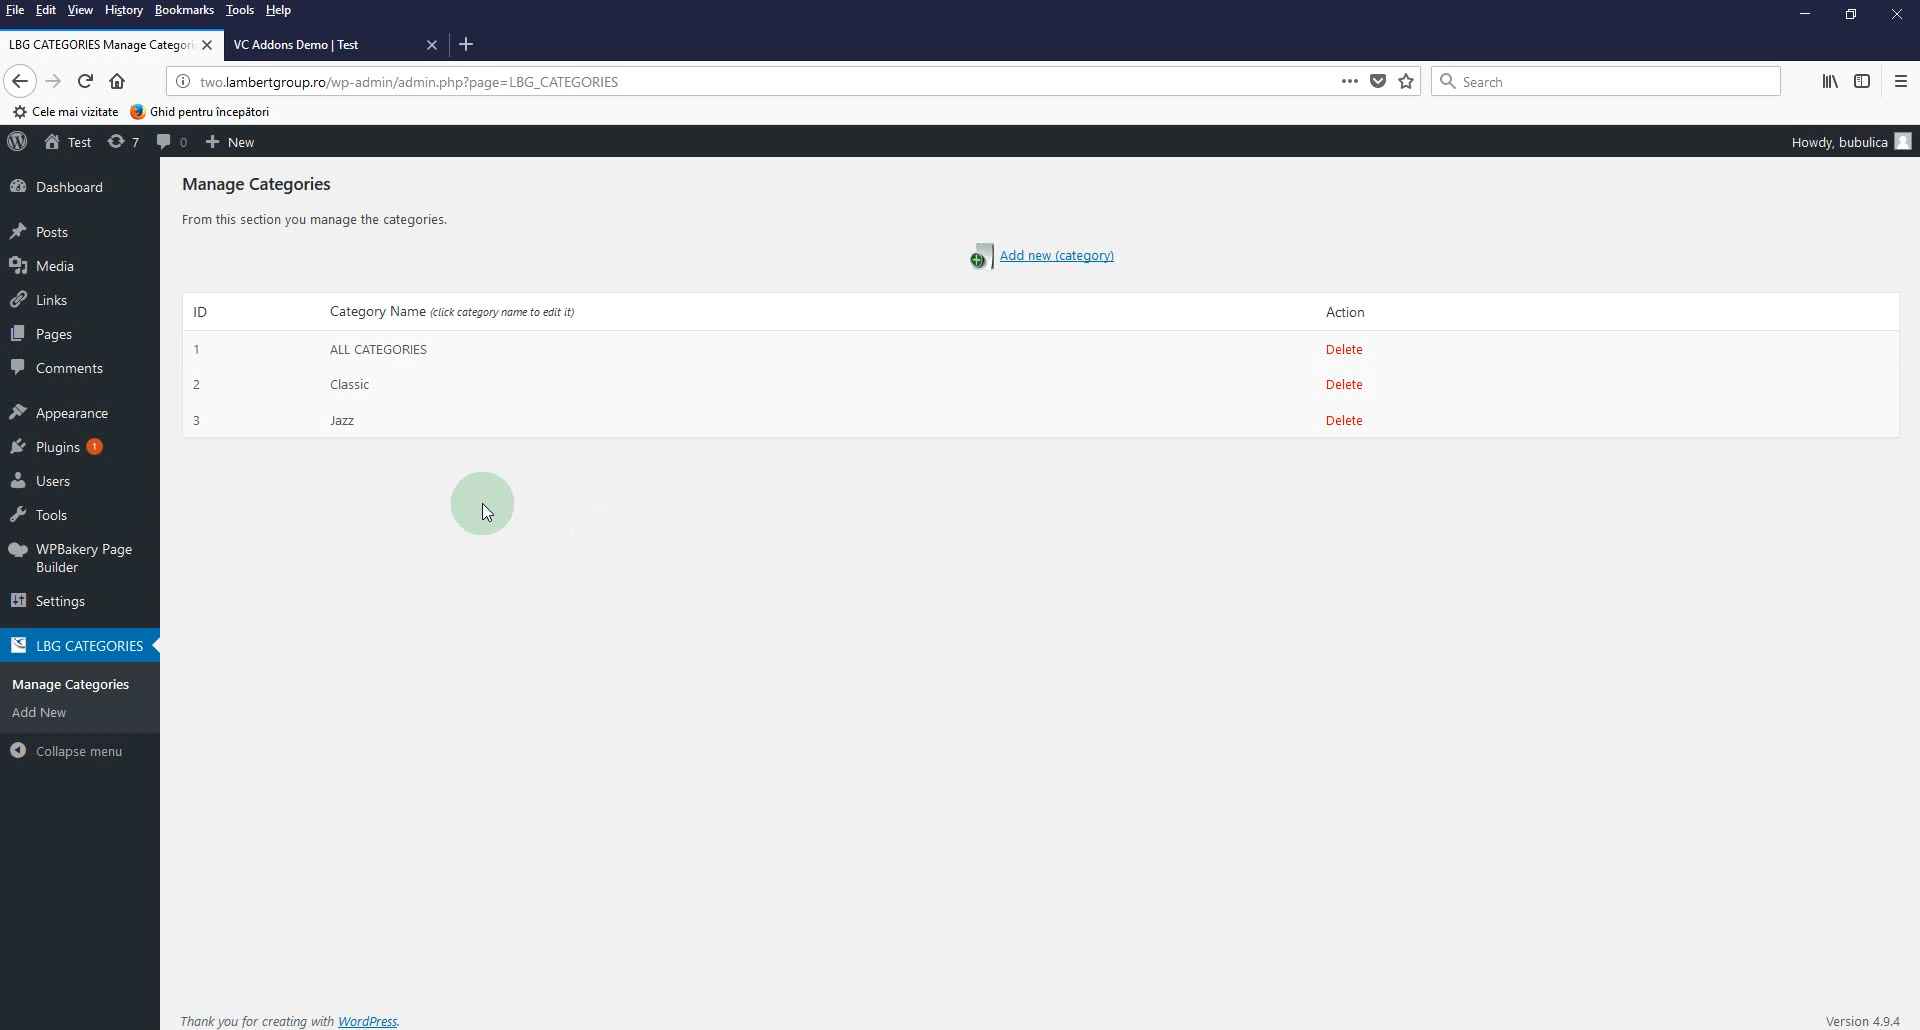 File Edit View History Bookmarks Tools Help
LBG CATEGORIES Manage Categori
VC Addons Demo | Test
two.lambertgroup.ro/wp-admin/admin.php?page=LBG_CATEGORIES
Search
Cele mai vizitate
Ghid pentru începători
Test
7
0
New
Howdy, bubulica
Dashboard
Posts
Media
Links
Pages
Comments
Appearance
Plugins 1
Users
Tools
WPBakery Page
Builder
Settings
LBG CATEGORIES
Manage Categories
Add New
Collapse menu
Manage Categories
From this section you manage the categories.
Add new (category)
ID Category Name (click category name to edit it) Action
1 ALL CATEGORIES Delete
2 Classic Delete
3 Jazz Delete
Thank you for creating with WordPress.
Version 4.9.4